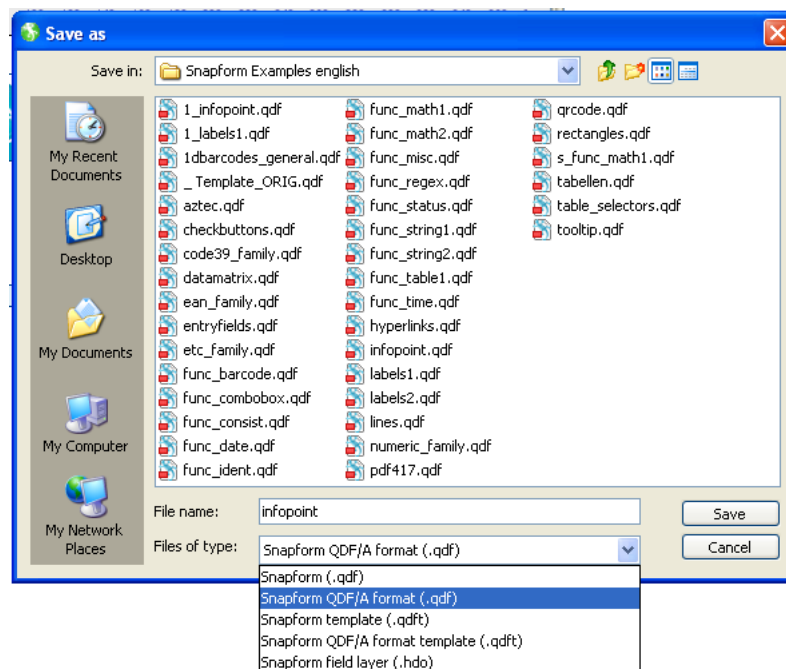 Save as
Save in:
Snapform Examples english
My Recent
Documents
Desktop
My Documents
My Computer
My Network
Places
1_infopoint.qdf
1_labels1.qdf
1dbarcodes_general.qdf
_ Template_ORIG.qdf
aztec.qdf
checkbuttons.qdf
code39_family.qdf
datamatrix.qdf
ean_family.qdf
entryfields.qdf
etc_family.qdf
func_barcode.qdf
func_combobox.qdf
func_consist.qdf
func_date.qdf
func_ident.qdf
func_math1.qdf
func_math2.qdf
func_misc.qdf
func_regex.qdf
func_status.qdf
func_string1.qdf
func_string2.qdf
func_table1.qdf
func_time.qdf
hyperlinks.qdf
infopoint.qdf
labels1.qdf
labels2.qdf
lines.qdf
numeric_family.qdf
pdf417.qdf
qrcode.qdf
rectangles.qdf
s_func_math1.qdf
tabellen.qdf
table_selectors.qdf
tooltip.qdf
File name:
infopoint
Save
Files of type:
Snapform QDF/A format (.qdf)
Cancel
Snapform (.qdf)
Snapform QDF/A format (.qdf)
Snapform template (.qdft)
Snapform QDF/A format template (.qdft)
Snapform field layer (.hdo)